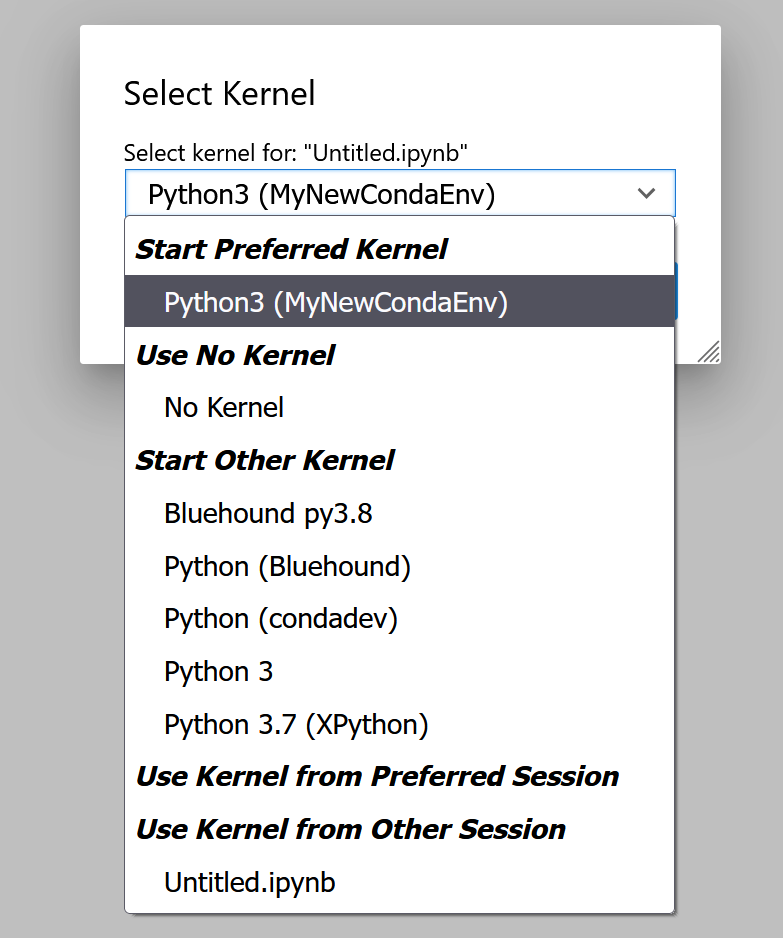 Select Kernel
Select kernel for: "Untitled.ipynb"
Python3 (MyNewCondaEnv)
Start Preferred Kernel
Python3 (MyNewCondaEnv)
Use No Kernel
No Kernel
Start Other Kernel
Bluehound py3.8
Python (Bluehound)
Python (condadev)
Python 3
Python 3.7 (XPython)
Use Kernel from Preferred Session
Use Kernel from Other Session
Untitled.ipynb